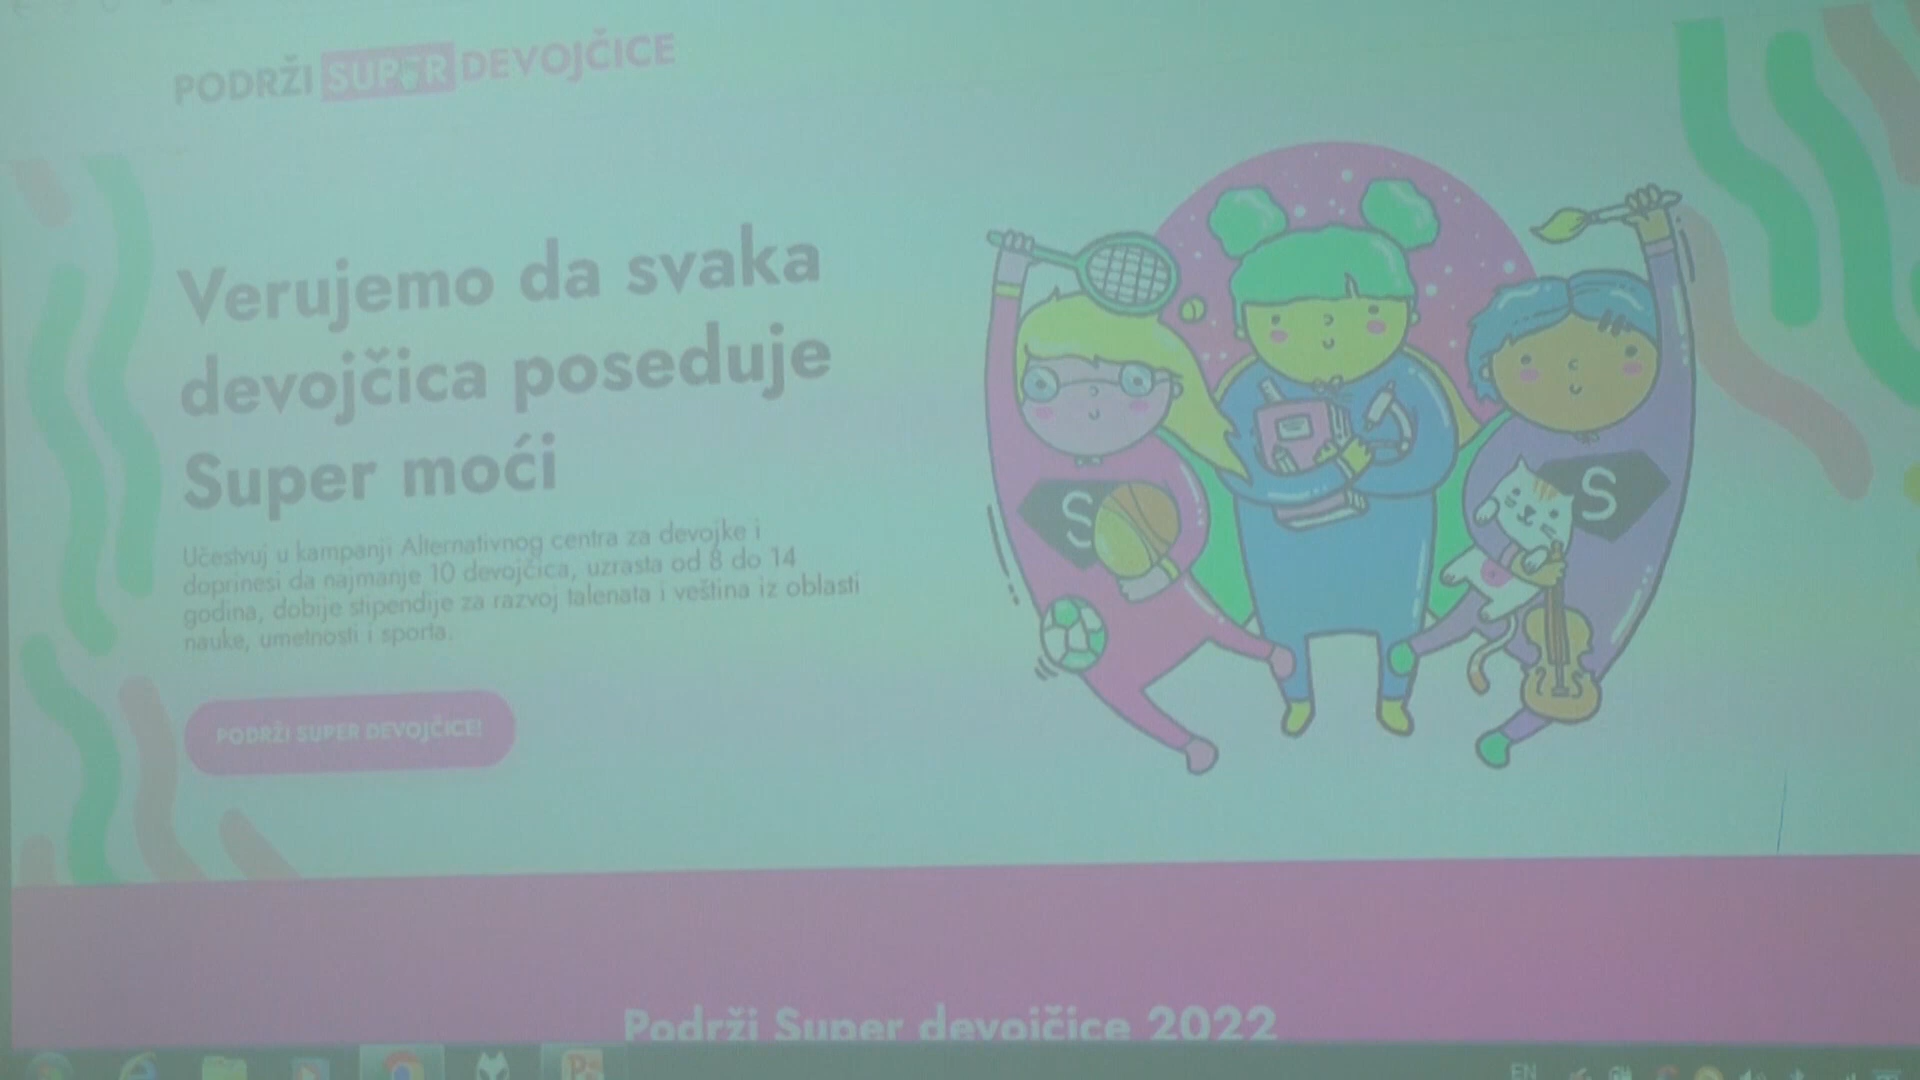 PODRŽI SUPER DEVOJČICE
Verujemo da svaka
devojčica poseduje
Super moći
Učestvuj u kampanji Alternativnog centra za devojke i
doprinesi da najmanje 10 devojčica, uzrasta od 8 do 14
godina, dobije stipendije za razvoj talenata i veština iz oblasti
nauke, umetnosti i sporta.
PODRŽI SUPER DEVOJČICE!
S
S
Podrži Super devojčice 2022
EN